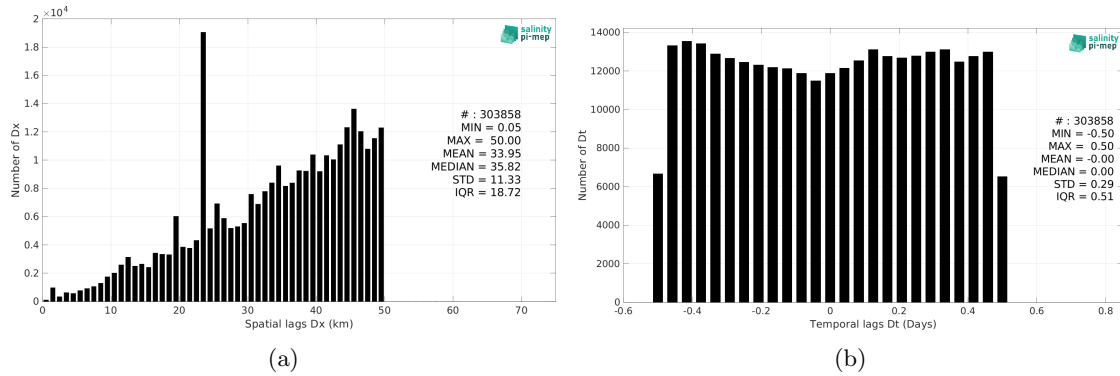 2 ×10⁴
1.8
1.6
1.4
1.2
1
0.8
0.6
0.4
0.2
0
Number of Dx
0 10 20 30 40 50 60 70
Spatial lags Dx (km)
salinity
pi-mep
# : 303858
MIN = 0.05
MAX = 50.00
MEAN = 33.95
MEDIAN = 35.82
STD = 11.33
IQR = 18.72
(a)
14000
12000
10000
8000
6000
4000
2000
0
Number of Dt
-0.6 -0.4 -0.2 0 0.2 0.4 0.6 0.8
Temporal lags Dt (Days)
salinity
pi-mep
# : 303858
MIN = -0.50
MAX = 0.50
MEAN = -0.00
MEDIAN = 0.00
STD = 0.29
IQR = 0.51
(b)